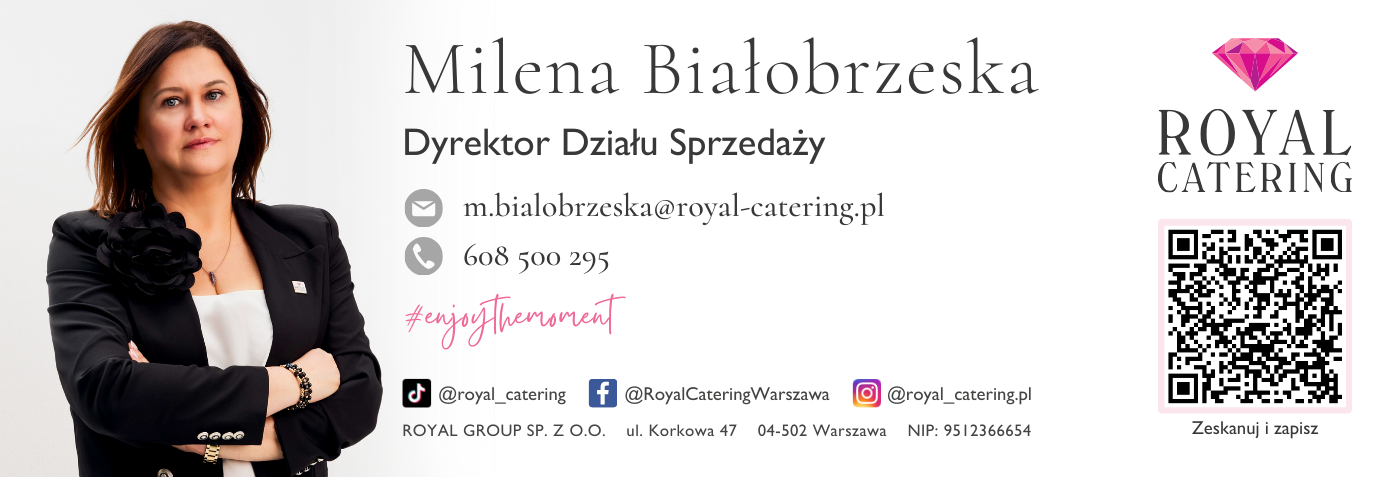 Milena Białobrzeska
Dyrektor Działu Sprzedaży
m.bialobrzeska@royal-catering.pl
608 500 295
#enjoythemoment
@royal_catering @RoyalCateringWarszawa @royal_catering.pl
ROYAL GROUP SP. Z O.O. ul. Korkowa 47 04-502 Warszawa NIP: 9512366654
ROYAL
CATERING
Zeskanuj i zapisz